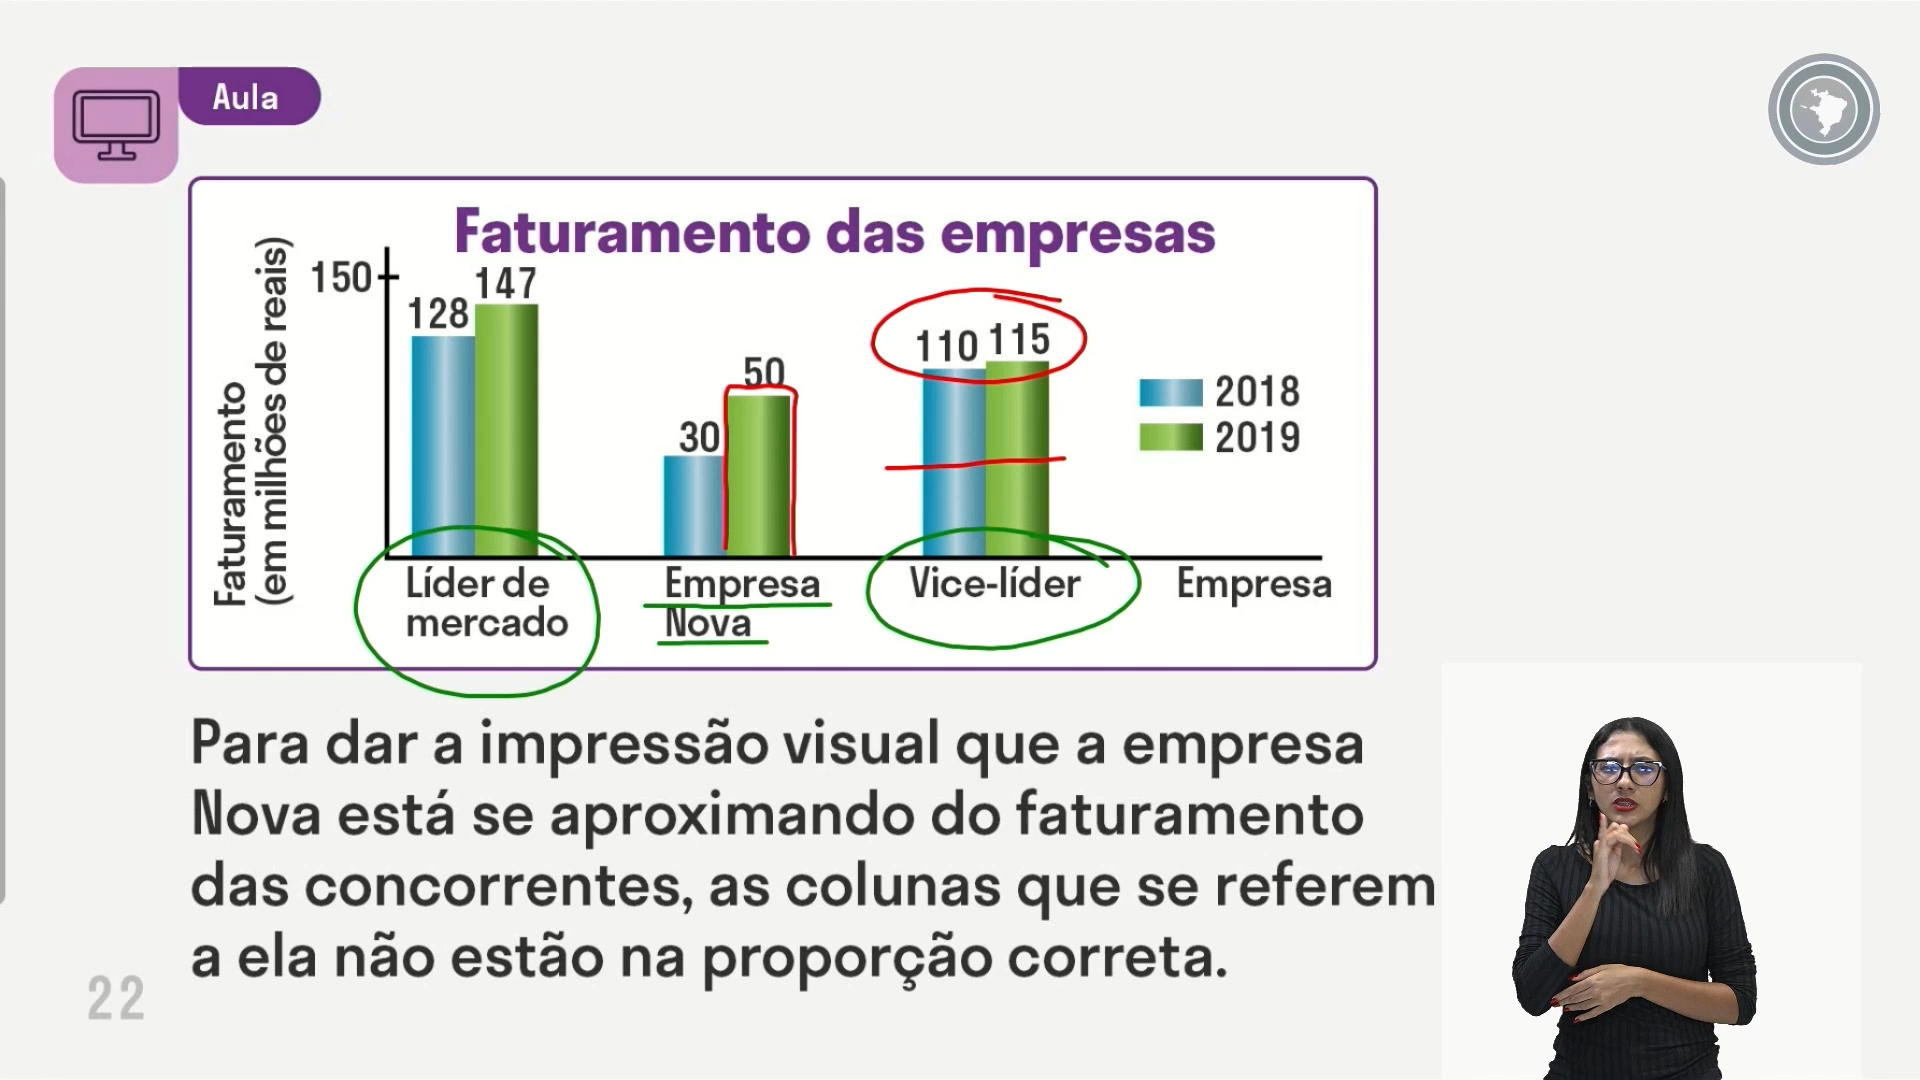 Aula
Faturamento das empresas
Faturamento
(em milhões de reais)
150
128
147
30
50
110
115
2018
2019
Líder de
mercado
Empresa
Nova
Vice-líder
Empresa
Para dar a impressão visual que a empresa
Nova está se aproximando do faturamento
das concorrentes, as colunas que se referem
a ela não estão na proporção correta.
22